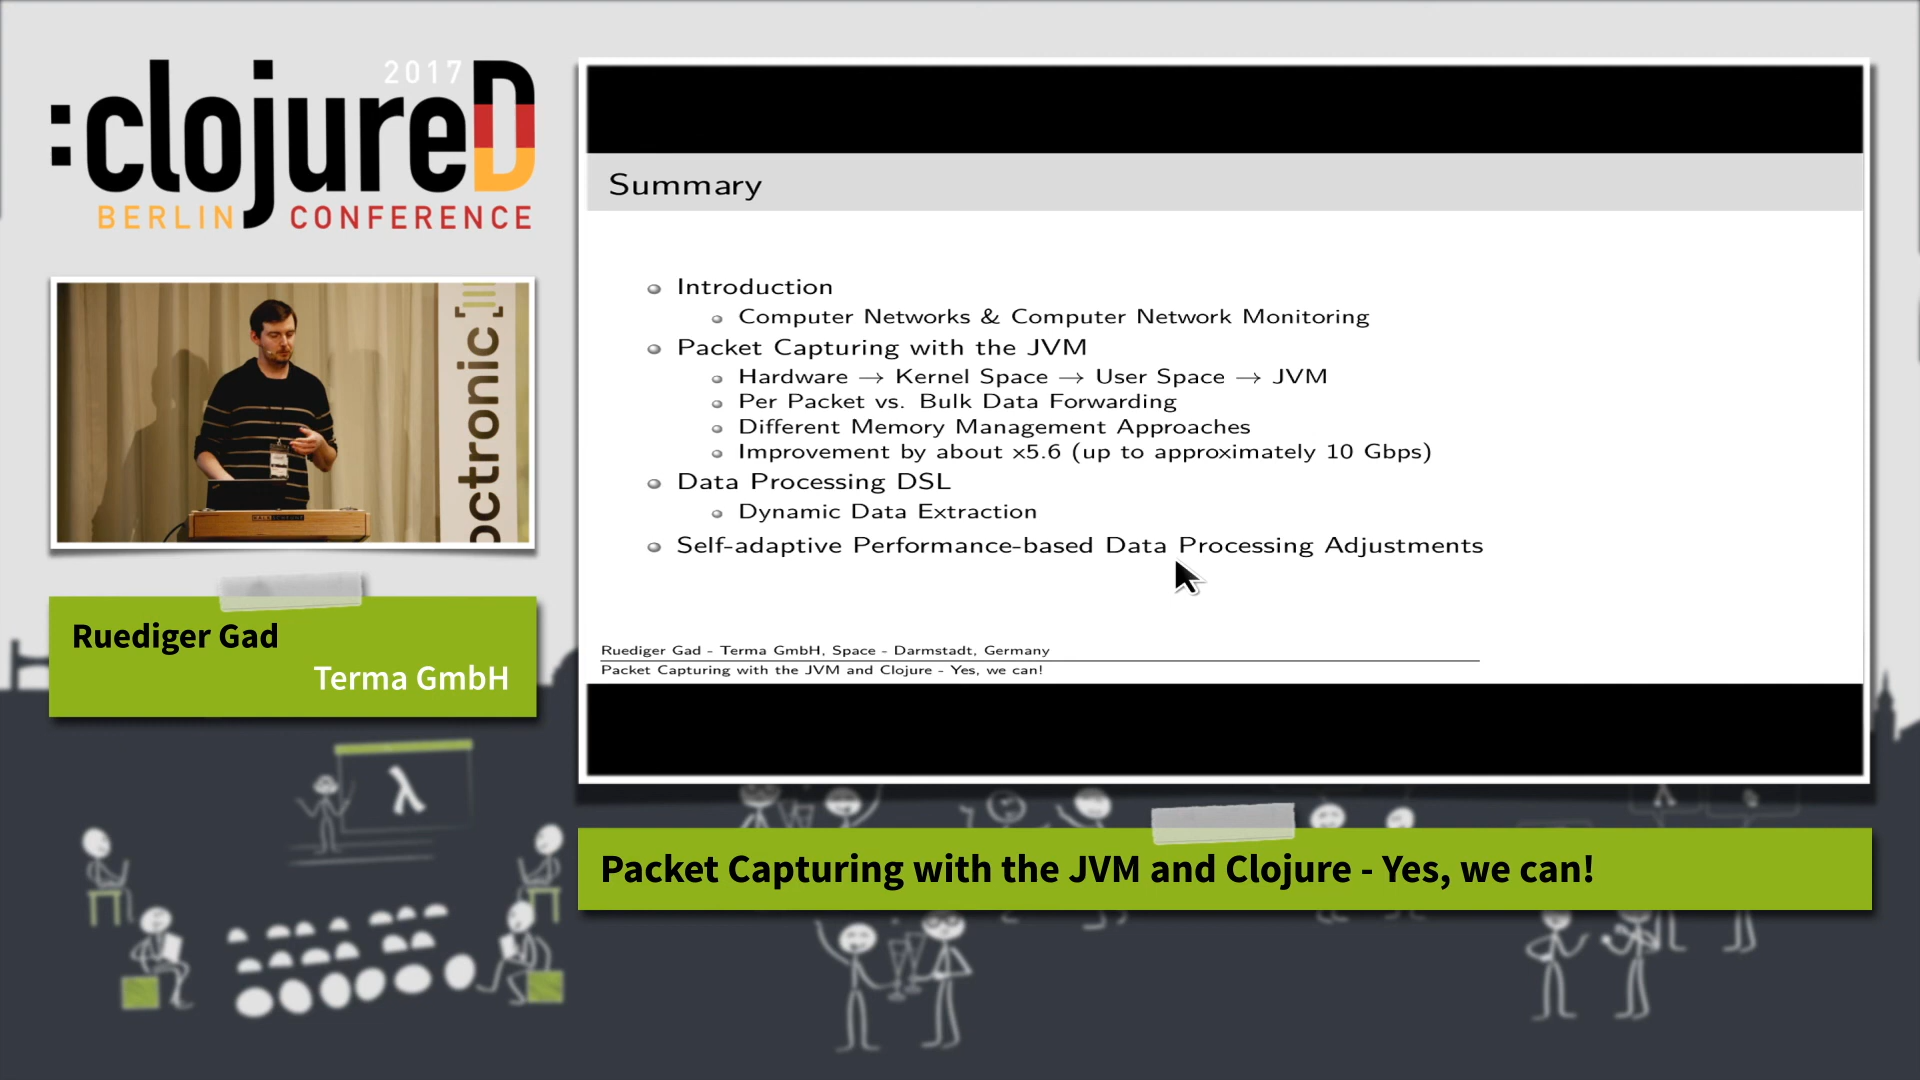 2017
:clojureD
BERLIN CONFERENCE
Summary
Introduction
Computer Networks & Computer Network Monitoring
Packet Capturing with the JVM
Hardware → Kernel Space → User Space → JVM
Per Packet vs. Bulk Data Forwarding
Different Memory Management Approaches
Improvement by about x5.6 (up to approximately 10 Gbps)
Data Processing DSL
Dynamic Data Extraction
Self-adaptive Performance-based Data Processing Adjustments
Ruediger Gad - Terma GmbH, Space - Darmstadt, Germany
Packet Capturing with the JVM and Clojure - Yes, we can!
octronic
Ruediger Gad
Terma GmbH
λ
Packet Capturing with the JVM and Clojure - Yes, we can!